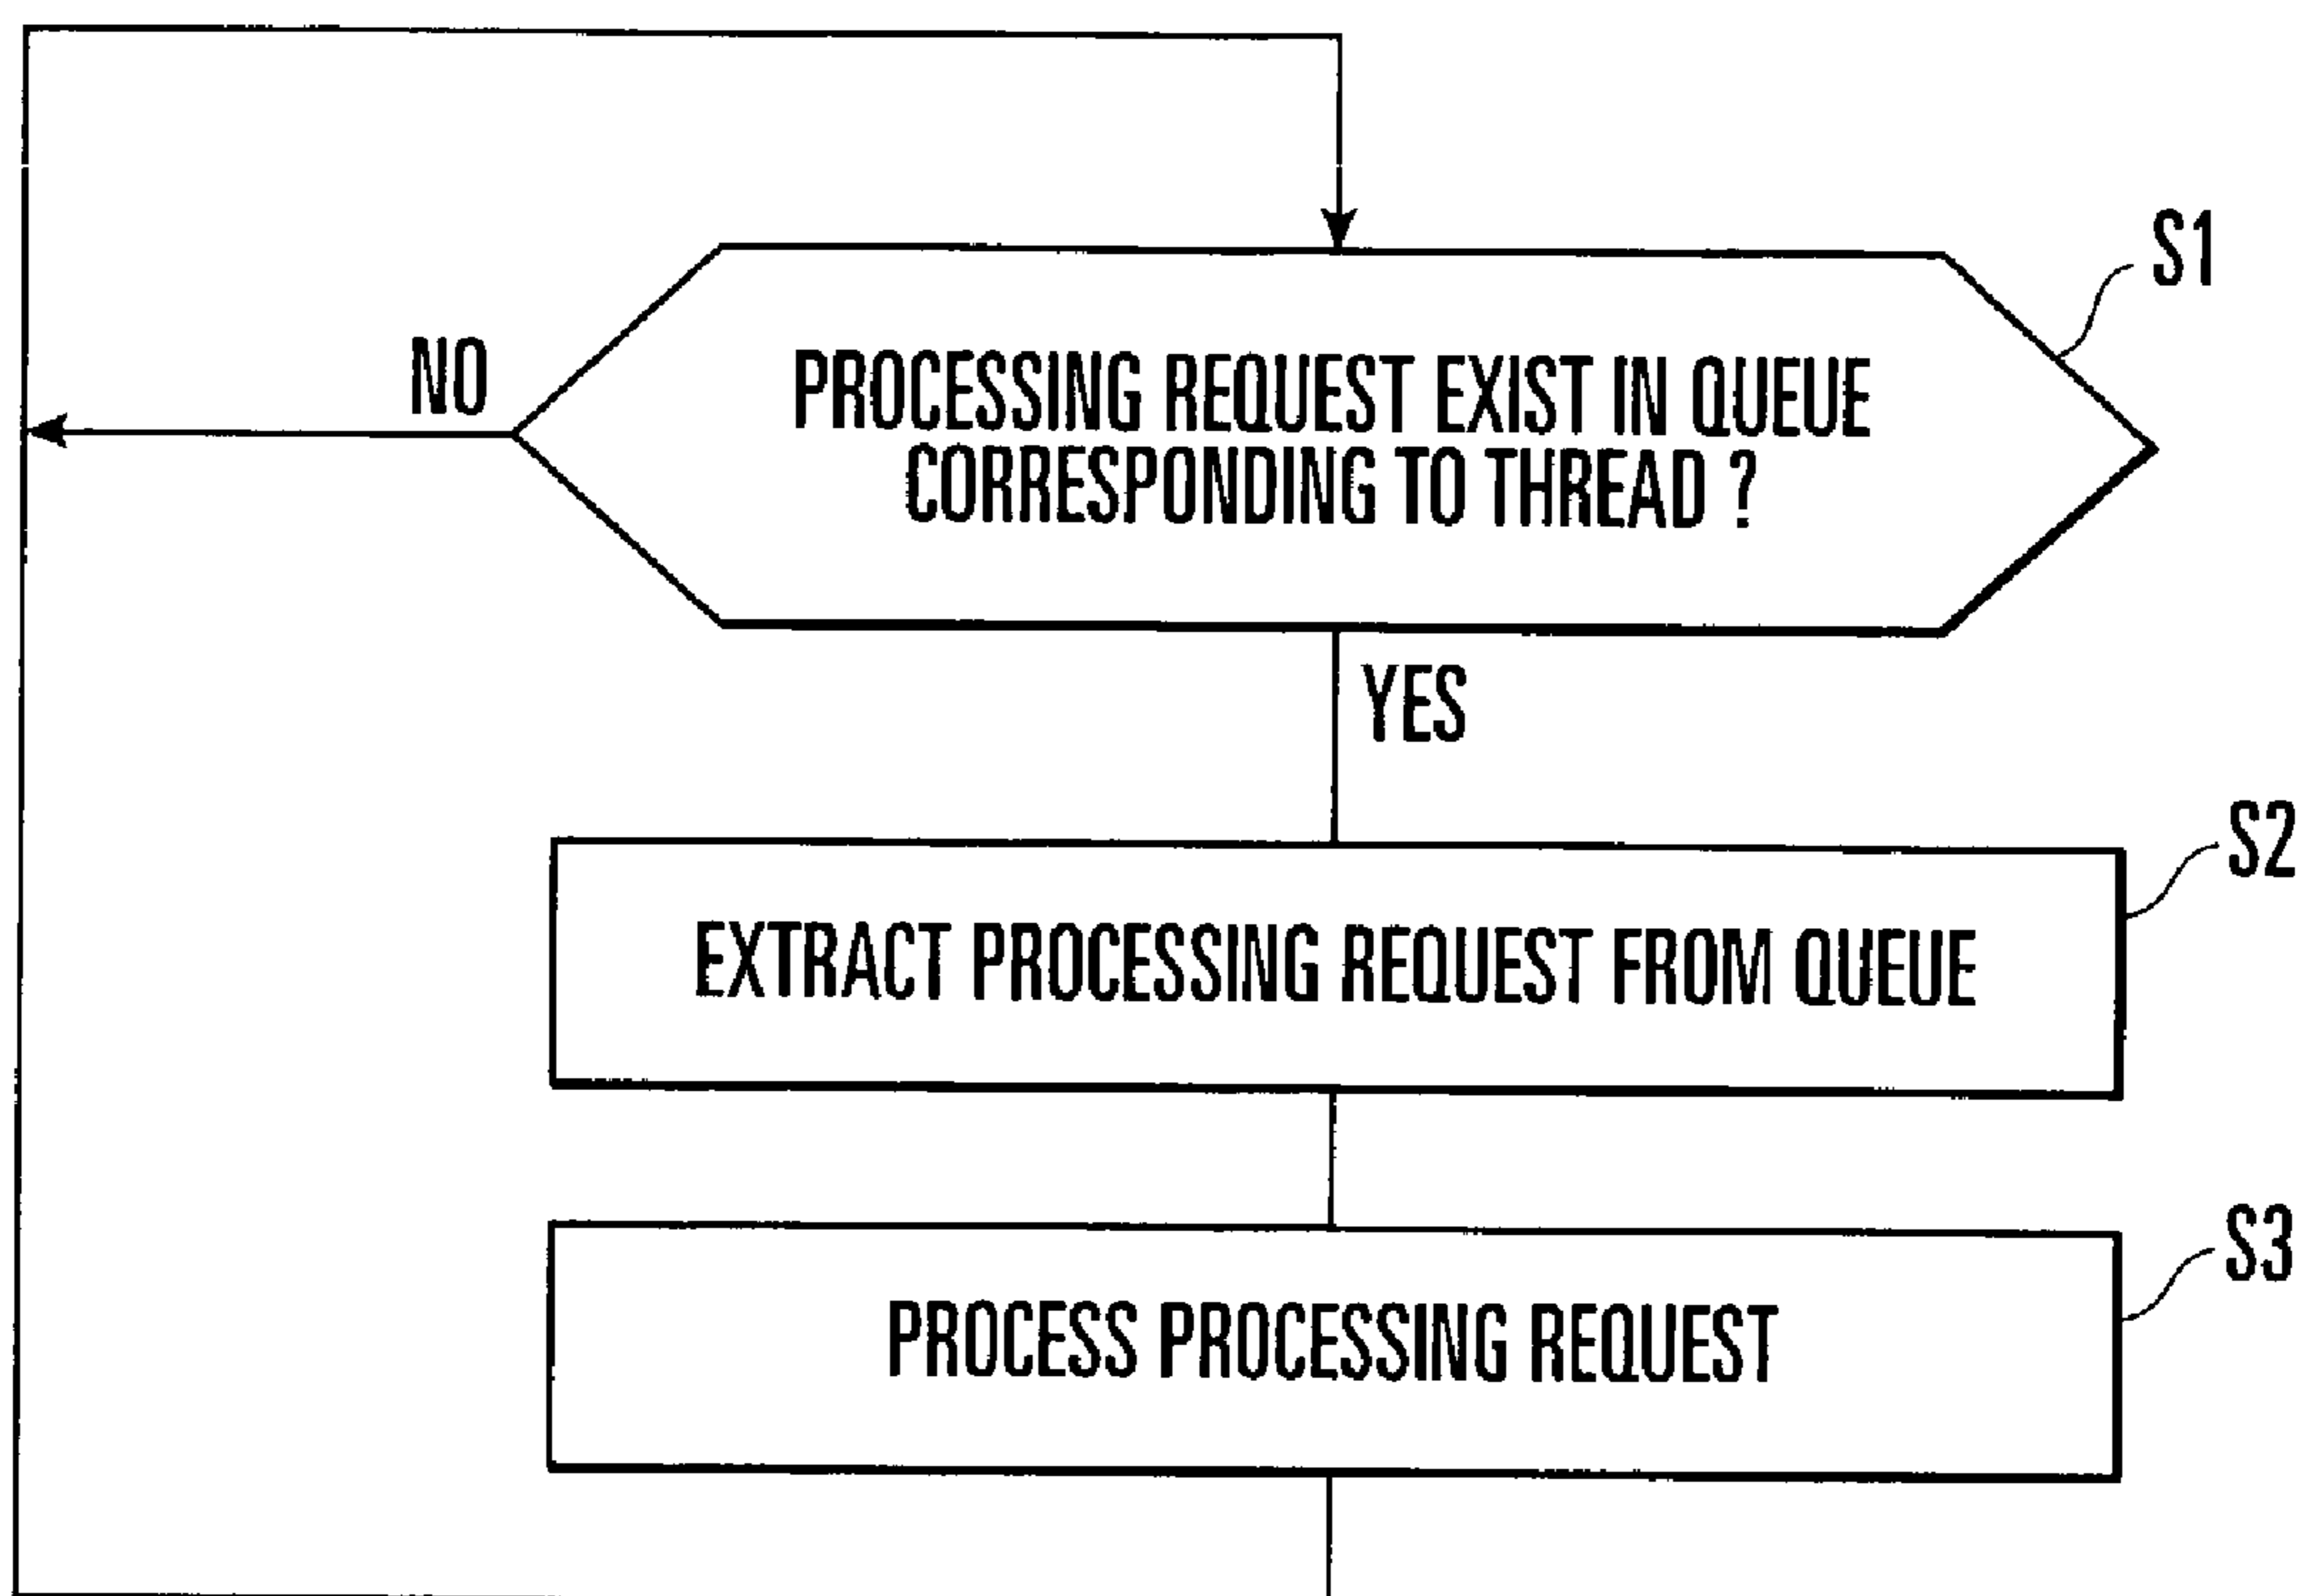 S1
NO
PROCESSING REQUEST EXIST IN QUEUE
CORRESPONDING TO THREAD ?
YES
S2
EXTRACT PROCESSING REQUEST FROM QUEUE
S3
PROCESS PROCESSING REQUEST